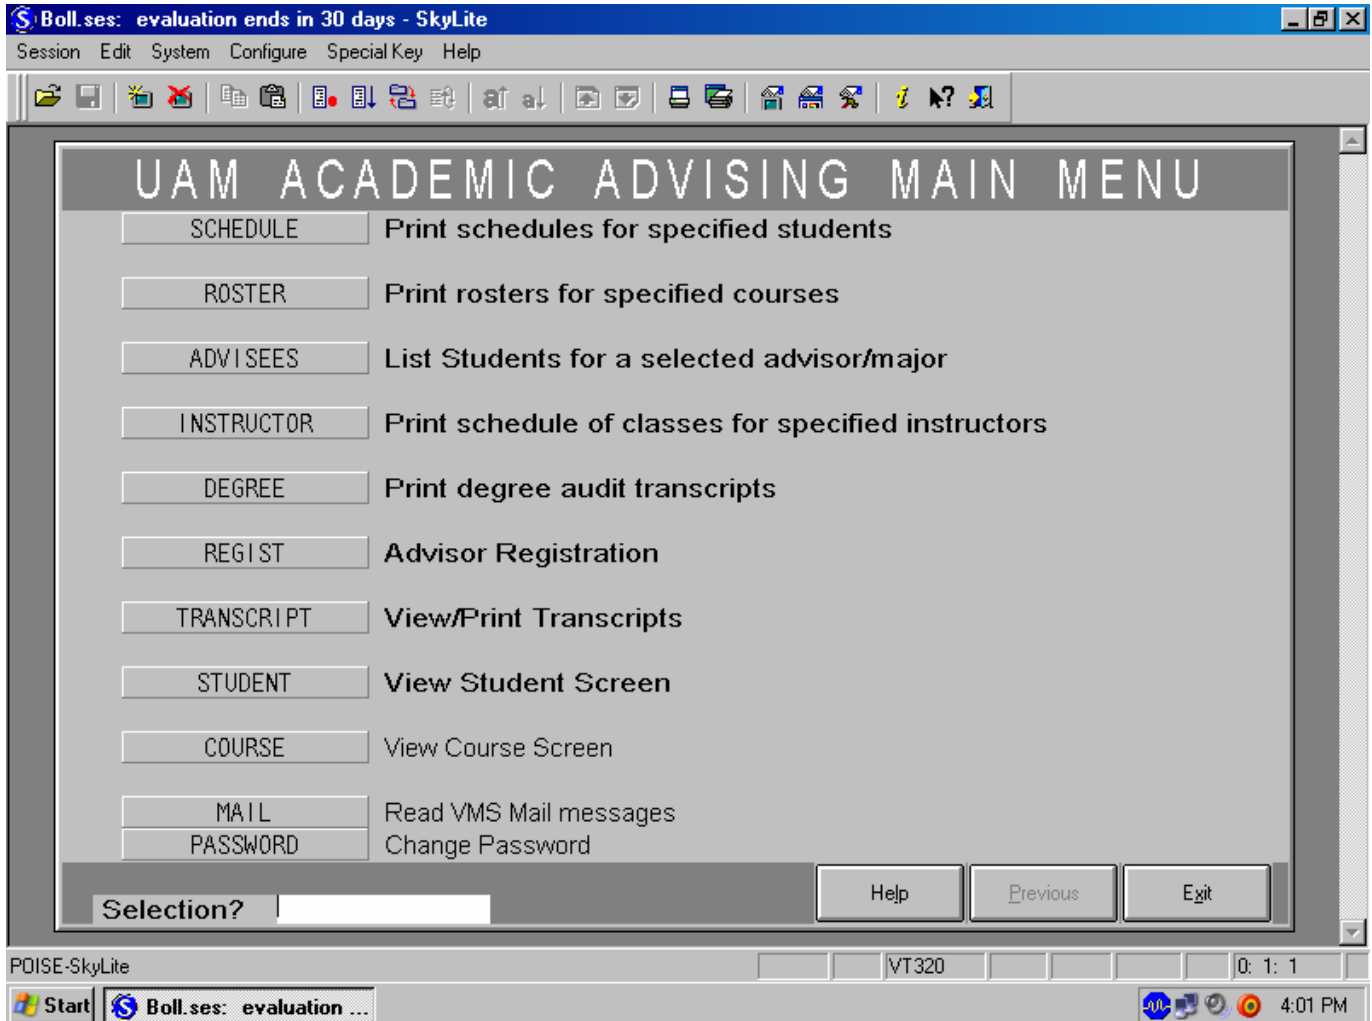 Boll.ses: evaluation ends in 30 days - SkyLite
Session Edit System Configure Special Key Help
UAM ACADEMIC ADVISING MAIN MENU
SCHEDULE Print schedules for specified students
ROSTER Print rosters for specified courses
ADVISEES List Students for a selected advisor/major
INSTRUCTOR Print schedule of classes for specified instructors
DEGREE Print degree audit transcripts
REGIST Advisor Registration
TRANSCRIPT View/Print Transcripts
STUDENT View Student Screen
COURSE View Course Screen
MAIL Read VMS Mail messages
PASSWORD Change Password
Selection? Help Previous Exit
POISE-SkyLite VT320 0: 1: 1
Start Boll.ses: evaluation ... 4:01 PM